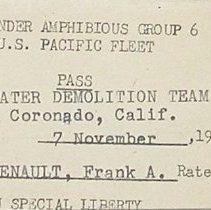 NDER AMPHIBIOUS GROUP 6
U.S. PACIFIC FLEET
PASS
ATER DEMOLITION TEAM
Coronado, Calif.
7 November ,19
ENAULT, Frank A. Rate
N SPECIAL LIBERTY